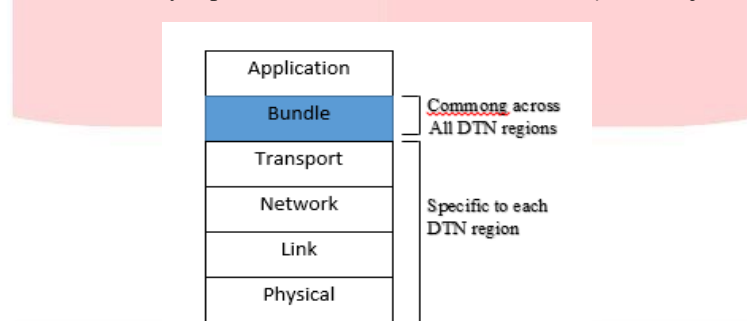 Application
Bundle
Commong across
All DTN regions
Transport
Network
Specific to each
DTN region
Link
Physical